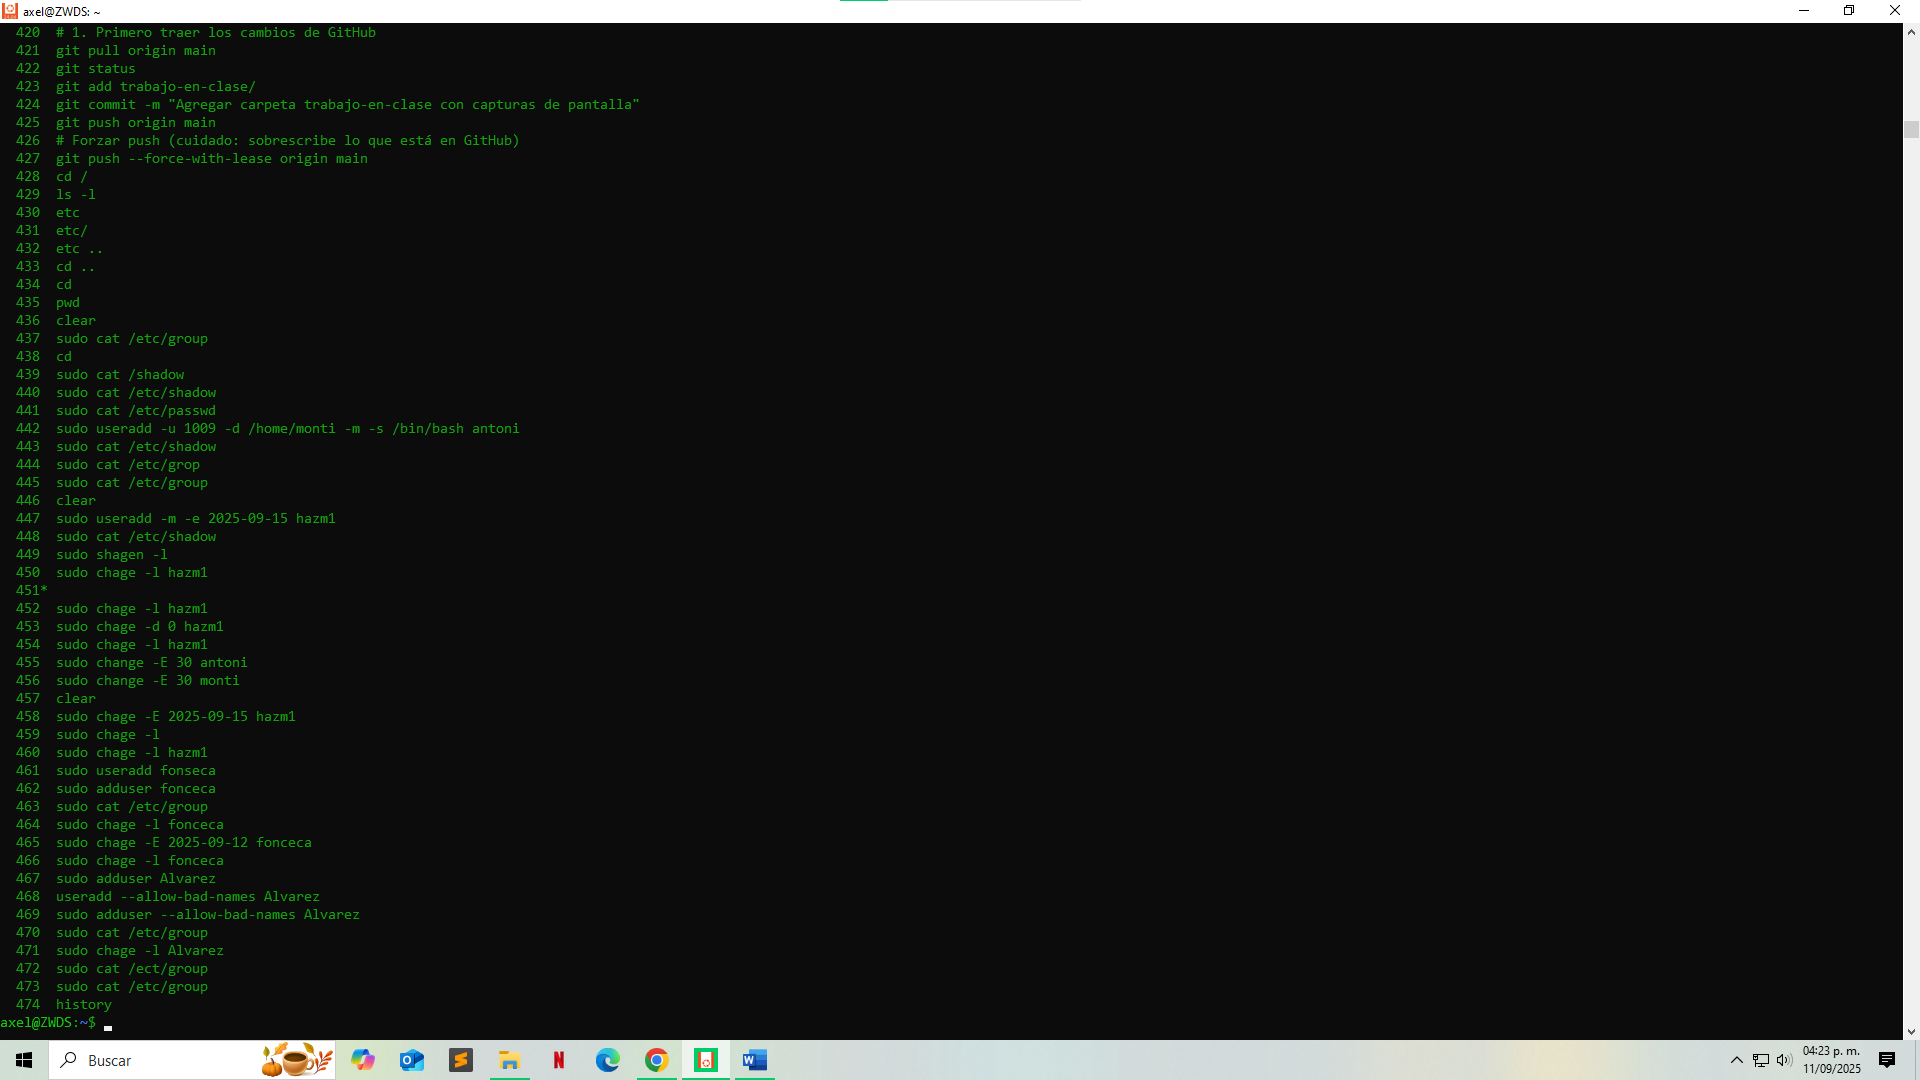 axel@ZWDS: ~
420 # 1. Primero traer los cambios de GitHub
421 git pull origin main
422 git status
423 git add trabajo-en-clase/
424 git commit -m "Agregar carpeta trabajo-en-clase con capturas de pantalla"
425 git push origin main
426 # Forzar push (cuidado: sobrescribe lo que está en GitHub)
427 git push --force-with-lease origin main
428 cd /
429 ls -l
430 etc
431 etc/
432 etc ..
433 cd ..
434 cd
435 pwd
436 clear
437 sudo cat /etc/group
438 cd
439 sudo cat /shadow
440 sudo cat /etc/shadow
441 sudo cat /etc/passwd
442 sudo useradd -u 1009 -d /home/monti -m -s /bin/bash antoni
443 sudo cat /etc/shadow
444 sudo cat /etc/grop
445 sudo cat /etc/group
446 clear
447 sudo useradd -m -e 2025-09-15 hazm1
448 sudo cat /etc/shadow
449 sudo shagen -l
450 sudo chage -l hazm1
451*
452 sudo chage -l hazm1
453 sudo chage -d 0 hazm1
454 sudo chage -l hazm1
455 sudo change -E 30 antoni
456 sudo change -E 30 monti
457 clear
458 sudo chage -E 2025-09-15 hazm1
459 sudo chage -l
460 sudo chage -l hazm1
461 sudo useradd fonseca
462 sudo adduser fonceca
463 sudo cat /etc/group
464 sudo chage -l fonceca
465 sudo chage -E 2025-09-12 fonceca
466 sudo chage -l fonceca
467 sudo adduser Alvarez
468 useradd --allow-bad-names Alvarez
469 sudo adduser --allow-bad-names Alvarez
470 sudo cat /etc/group
471 sudo chage -l Alvarez
472 sudo cat /ect/group
473 sudo cat /etc/group
474 history
axel@ZWDS:~$
Buscar
04:23 p. m.
11/09/2025